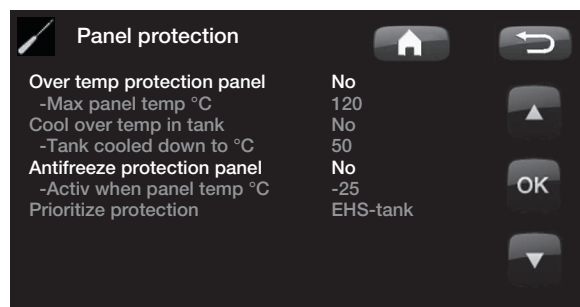 Panel protection
Over temp protection panel No
-Max panel temp °C 120
Cool over temp in tank No
-Tank cooled down to °C 50
Antifreeze protection panel No
-Activ when panel temp °C -25
Prioritize protection EHS-tank
OK